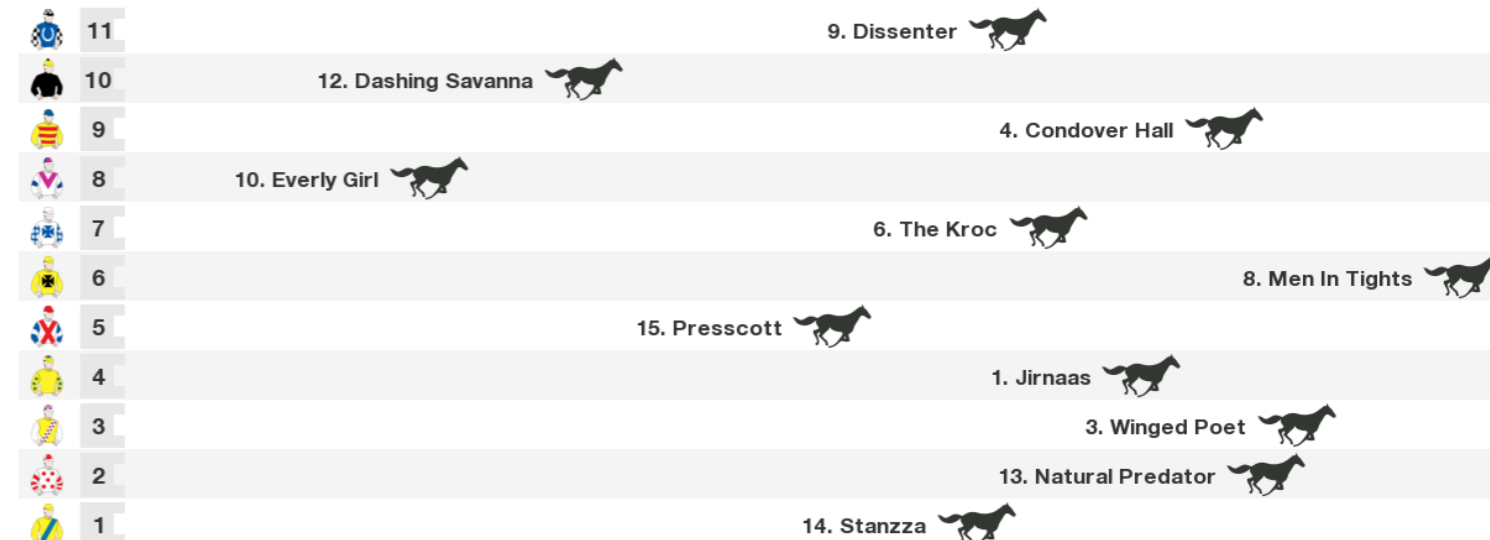 11 9. Dissenter
10 12. Dashing Savanna
9 4. Condover Hall
8 10. Everly Girl
7 6. The Kroc
6 8. Men In Tights
5 15. Presscott
4 1. Jirnaas
3 3. Winged Poet
2 13. Natural Predator
1 14. Stanzza